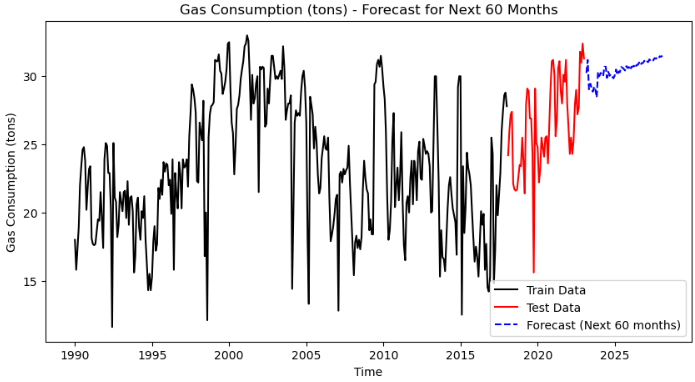 Gas Consumption (tons) - Forecast for Next 60 Months
Gas Consumption (tons)
30
25
20
15
1990
1995
2000
2005
2010
2015
2020
2025
Time
Train Data
Test Data
Forecast (Next 60 months)